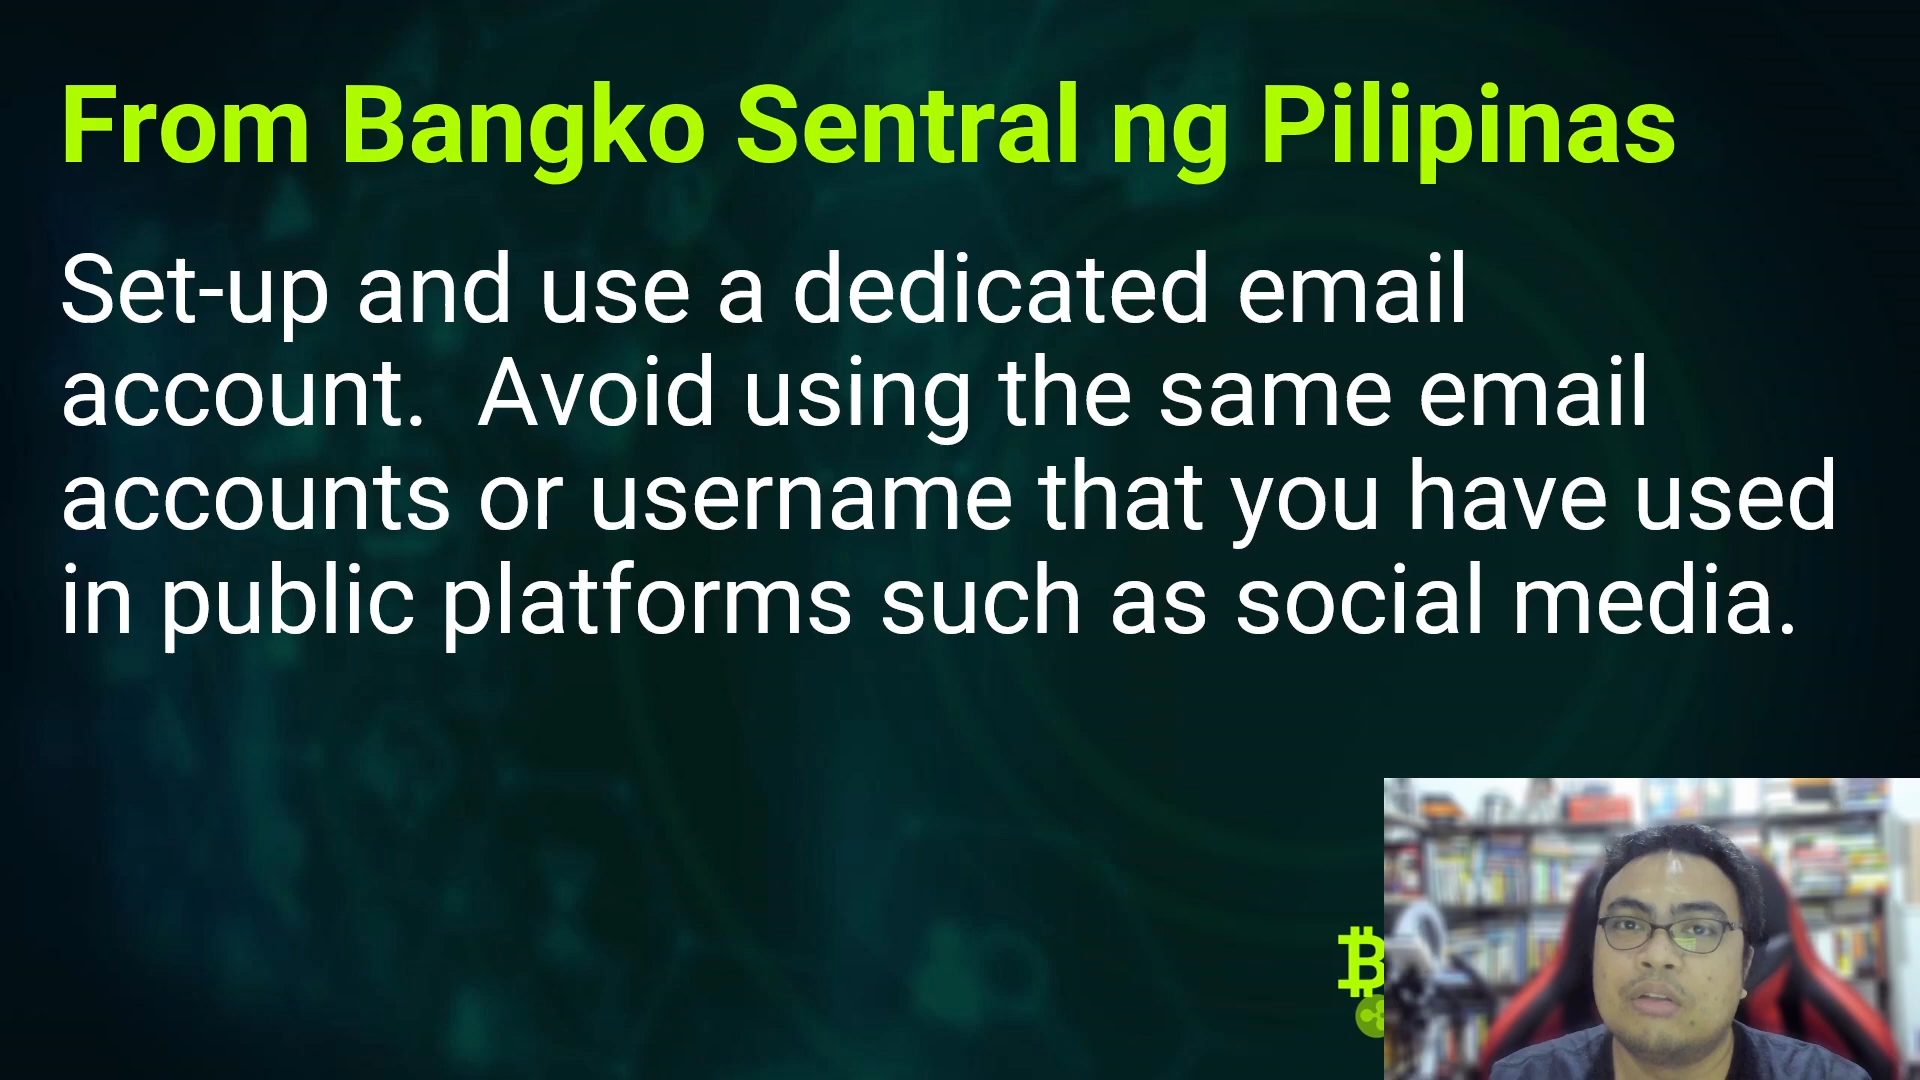 From Bangko Sentral ng Pilipinas
Set-up and use a dedicated email
account.  Avoid using the same email
accounts or username that you have used
in public platforms such as social media.